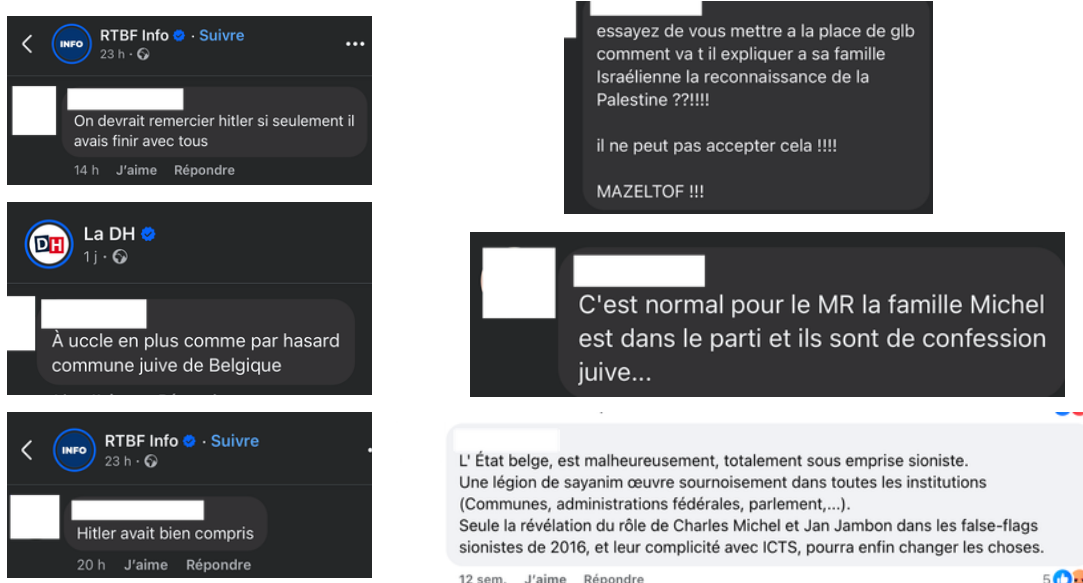 INFO
RTBF Info · Suivre
23 h ·
On devrait remercier hitler si seulement il
avais finir avec tous
14 h J'aime Répondre
DH
La DH
1 j ·
À uccle en plus comme par hasard
commune juive de Belgique
INFO
RTBF Info · Suivre
23 h ·
Hitler avait bien compris
20 h J'aime Répondre
essayez de vous mettre a la place de glb
comment va t il expliquer a sa famille
Israélienne la reconnaissance de la
Palestine ??!!!!
il ne peut pas accepter cela !!!!
MAZELTOF !!!
C'est normal pour le MR la famille Michel
est dans le parti et ils sont de confession
juive...
L' État belge, est malheureusement, totalement sous emprise sioniste.
Une légion de sayanim œuvre sournoisement dans toutes les institutions
(Communes, administrations fédérales, parlement,...).
Seule la révélation du rôle de Charles Michel et Jan Jambon dans les false-flags
sionistes de 2016, et leur complicité avec ICTS, pourra enfin changer les choses.
12 sem. J'aime Répondre
5